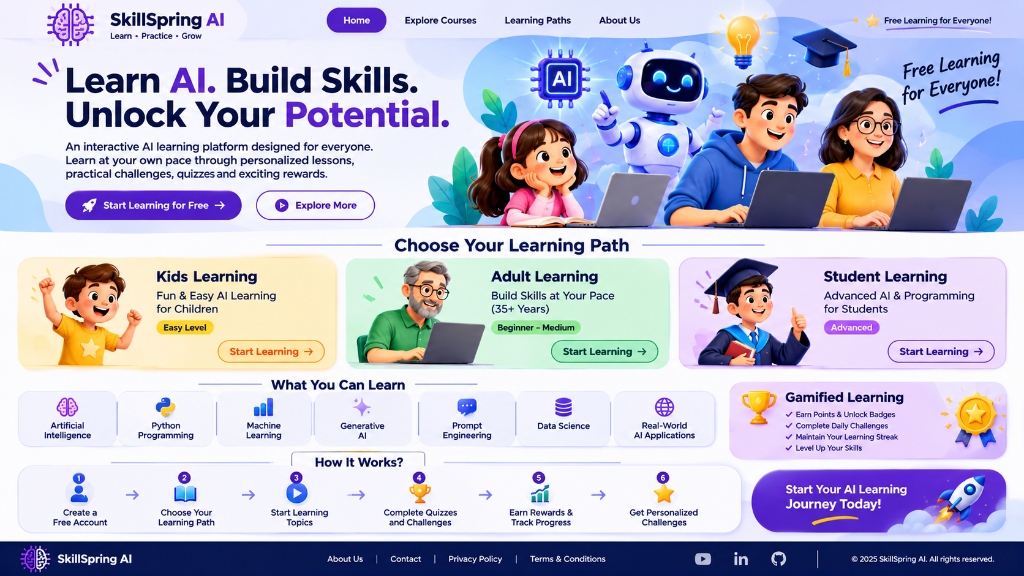 SkillSpring AI
Learn • Practice • Grow
Home
Explore Courses
Learning Paths
About Us
Free Learning for Everyone!
Learn AI. Build Skills.
Unlock Your Potential.
An interactive AI learning platform designed for everyone.
Learn at your own pace through personalized lessons,
practical challenges, quizzes and exciting rewards.
Start Learning for Free →
Explore More
AI
Free Learning
for Everyone!
Choose Your Learning Path
Kids Learning
Fun & Easy AI Learning
for Children
Easy Level
Start Learning →
Adult Learning
Build Skills at Your Pace
(35+ Years)
Beginner – Medium
Start Learning →
Student Learning
Advanced AI & Programming
for Students
Advanced
Start Learning →
What You Can Learn
Artificial
Intelligence
Python
Programming
Machine
Learning
Generative
AI
Prompt
Engineering
Data Science
Real-World
AI Applications
Gamified Learning
✓ Earn Points & Unlock Badges
✓ Complete Daily Challenges
✓ Maintain Your Learning Streak
✓ Level Up Your Skills
How It Works?
1
Create a
Free Account
2
Choose Your
Learning Path
3
Start Learning
Topics
4
Complete Quizzes
and Challenges
5
Earn Rewards &
Track Progress
6
Get Personalized
Challenges
Start Your AI Learning
Journey Today!
SkillSpring AI
About Us | Contact | Privacy Policy | Terms & Conditions
in
© 2025 SkillSpring AI. All rights reserved.